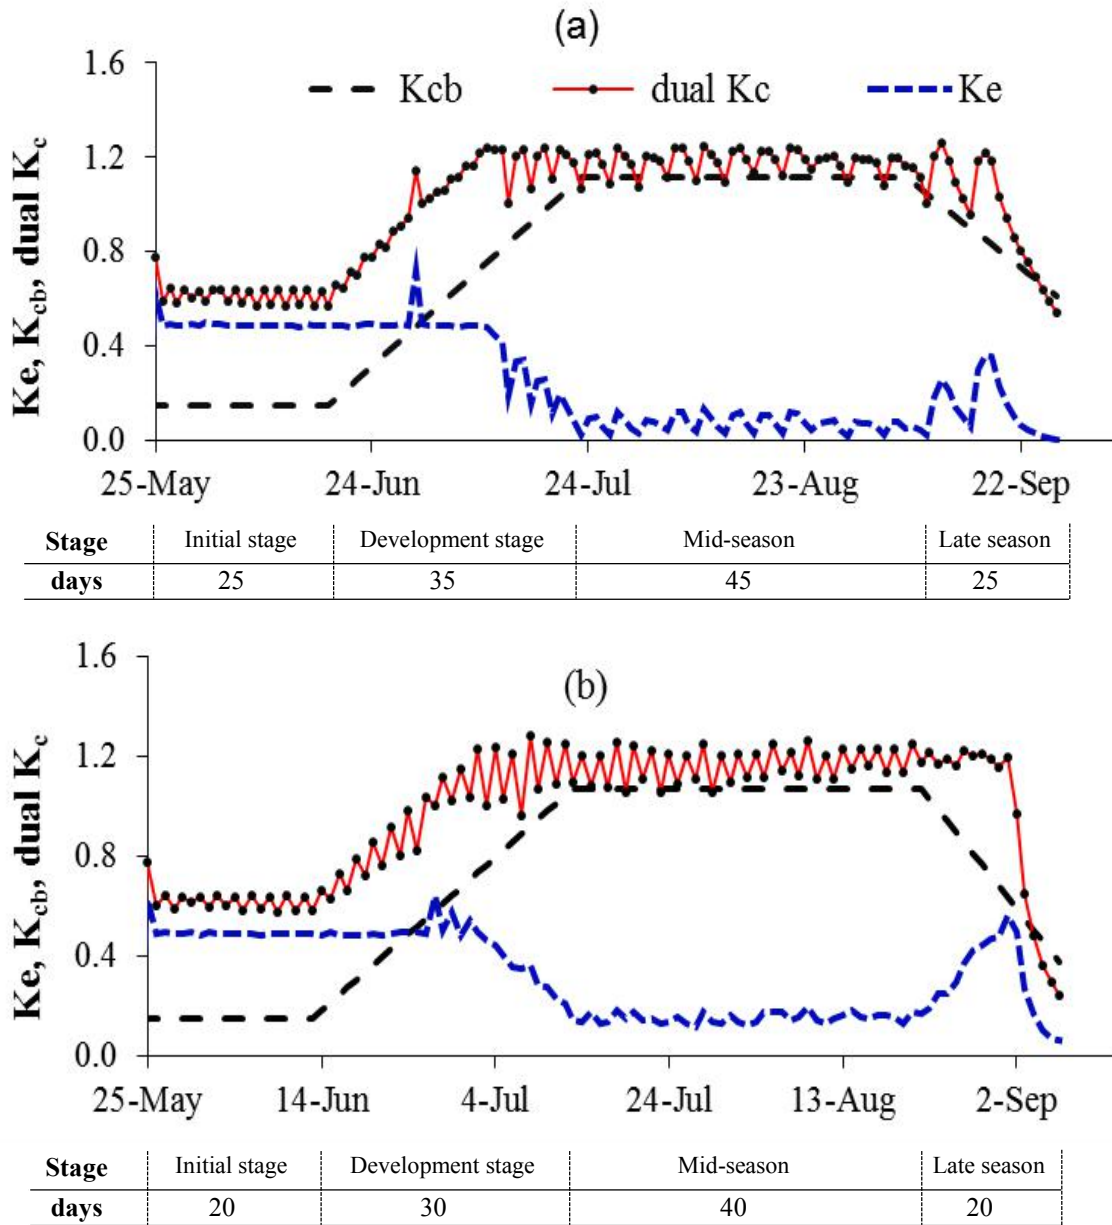 (a)
1.6
Kcb dual Kc Ke
1.2
0.8
0.4
0.0
Ke, Kcb, dual Kc
25-May 24-Jun 24-Jul 23-Aug 22-Sep
Stage Initial stage Development stage Mid-season Late season
days 25 35 45 25
1.6
(b)
1.2
0.8
0.4
0.0
Ke, Kcb, dual Kc
25-May 14-Jun 4-Jul 24-Jul 13-Aug 2-Sep
Stage Initial stage Development stage Mid-season Late season
days 20 30 40 20